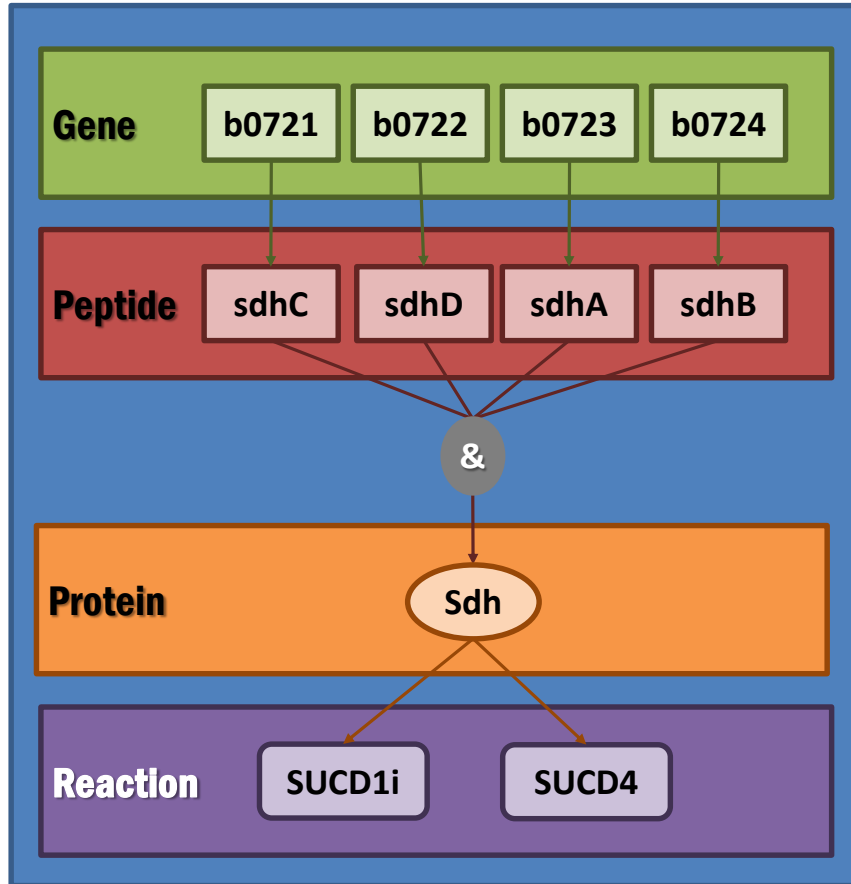 Gene
b0721 b0722 b0723 b0724
Peptide
sdhC sdhD sdhA sdhB
&
Protein
Sdh
Reaction
SUCD1i SUCD4